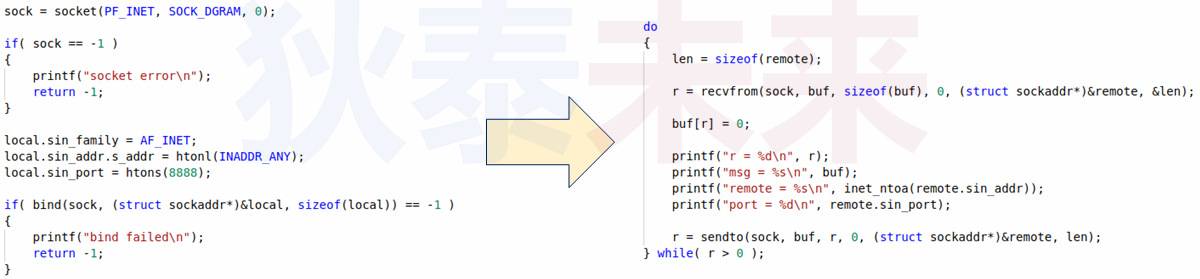 sock = socket(PF_INET, SOCK_DGRAM, 0);
if( sock == -1 )
{
    printf("socket error\n");
    return -1;
}
local.sin_family = AF_INET;
local.sin_addr.s_addr = htonl(INADDR_ANY);
local.sin_port = htons(8888);
if( bind(sock, (struct sockaddr*)&local, sizeof(local)) == -1 )
{
    printf("bind failed\n");
    return -1;
}
do
{
    len = sizeof(remote);
    r = recvfrom(sock, buf, sizeof(buf), 0, (struct sockaddr*)&remote, &len);
    buf[r] = 0;
    printf("r = %d\n", r);
    printf("msg = %s\n", buf);
    printf("remote = %s\n", inet_ntoa(remote.sin_addr));
    printf("port = %d\n", remote.sin_port);
    r = sendto(sock, buf, r, 0, (struct sockaddr*)&remote, len);
} while( r > 0 );
狄泰未来